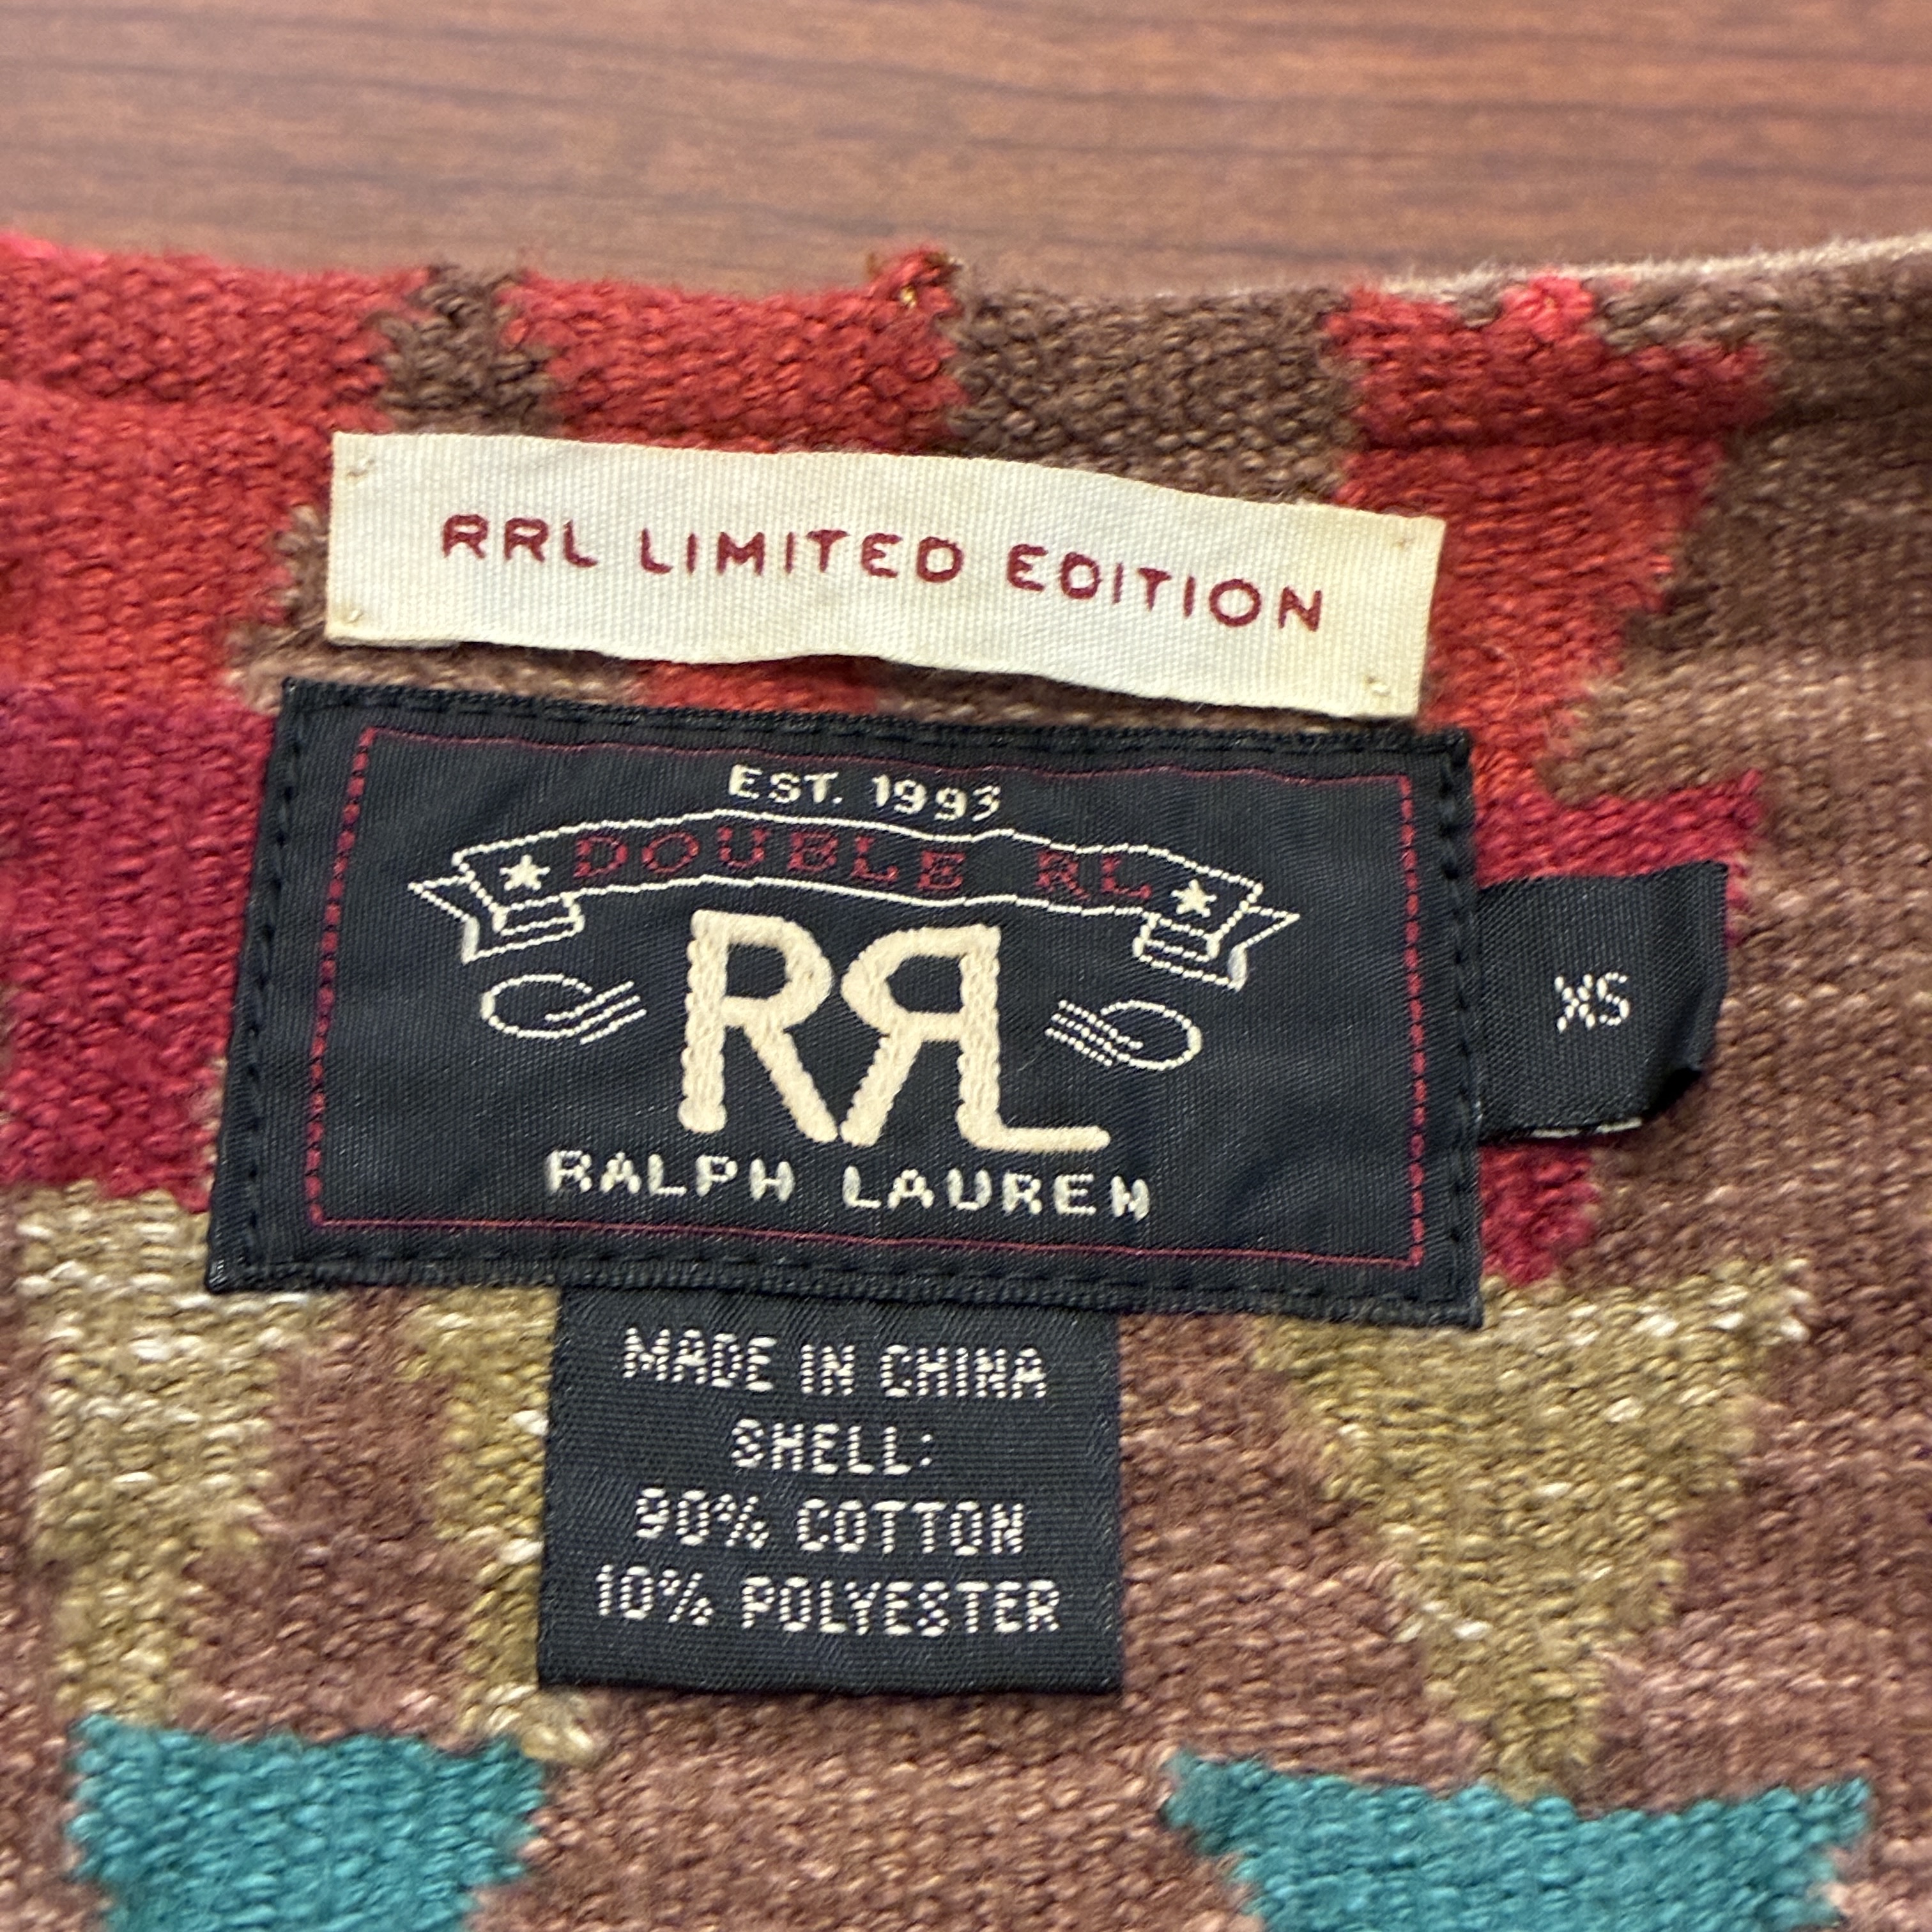 RRL LIMITED EDITION
EST. 1993
DOUBLE RL
RRL
RALPH LAUREN
XS
MADE IN CHINA
SHELL:
90% COTTON
10% POLYESTER